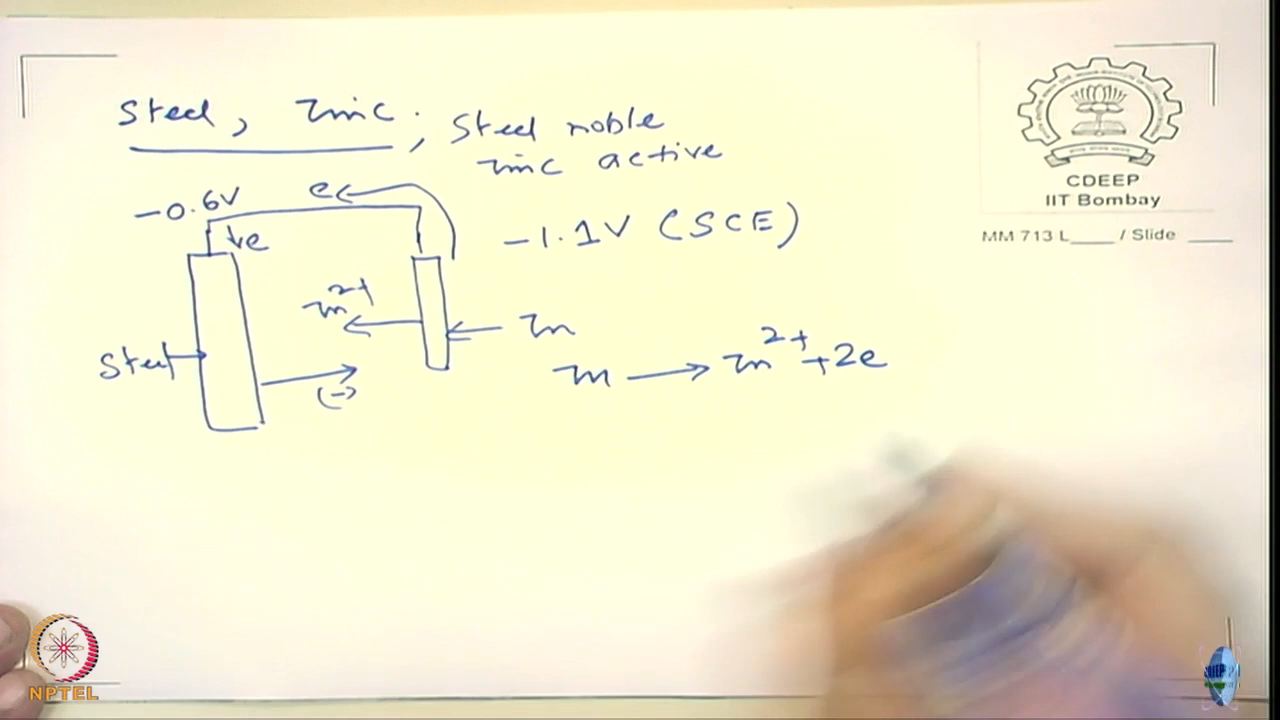 Steel, Zinc., Steel noble
Zinc active
-0.6V
e
-1.1V (SCE)
e
Zn2+
Zn
Steel
(-)
Zn → Zn2+ + 2e
CDEEP
IIT Bombay
MM 713 L____ / Slide ____
NPTEL